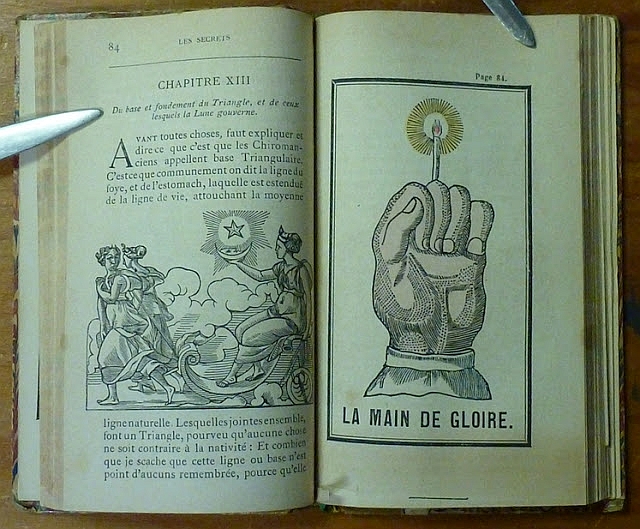 84
LES SECRETS
CHAPITRE XIII
Du base et fondement du Triangle, et de ceux
lesquels la Lune gouverne.
AVANT toutes choses, faut expliquer et
dire ce que c'est que les Chiroman-
ciens appellent base Triangulaire.
C'est ce que communement on dit la ligne du
foye, et de l'estomach, laquelle est estendue
de la ligne de vie, attouchant la moyenne
ligne naturelle. Lesquelles jointes ensemble,
font un Triangle, pourveu qu'aucune chose
ne soit contraire à la nativité : Et combien
que je scache que cette ligne ou base n'est
point d'aucuns remembrée, pource qu'elle
Page 84.
LA MAIN DE GLOIRE.